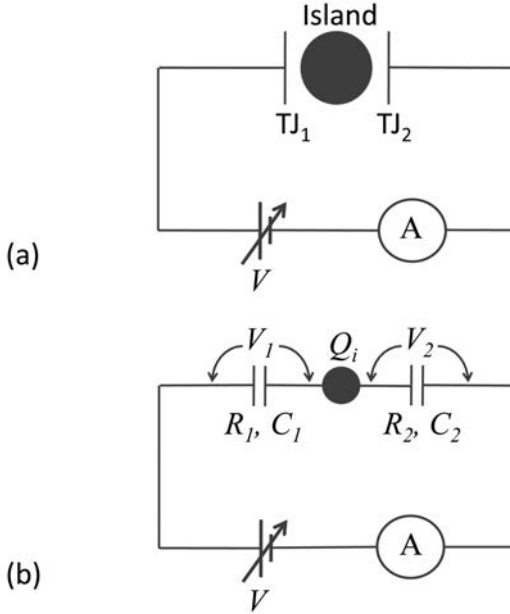 Island
TJ₁ TJ₂
A
(a)
V
V₁ Qᵢ V₂
R₁, C₁ R₂, C₂
A
(b)
V